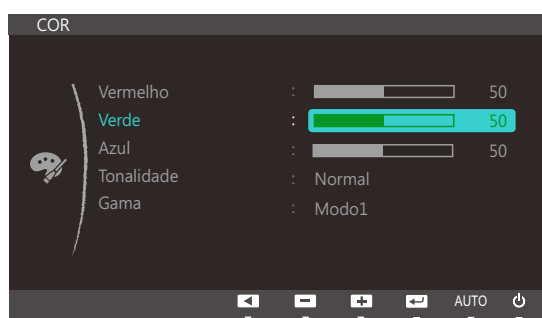 COR
Vermelho : 50
Verde : 50
Azul : 50
Tonalidade : Normal
Gama : Modo1
AUTO